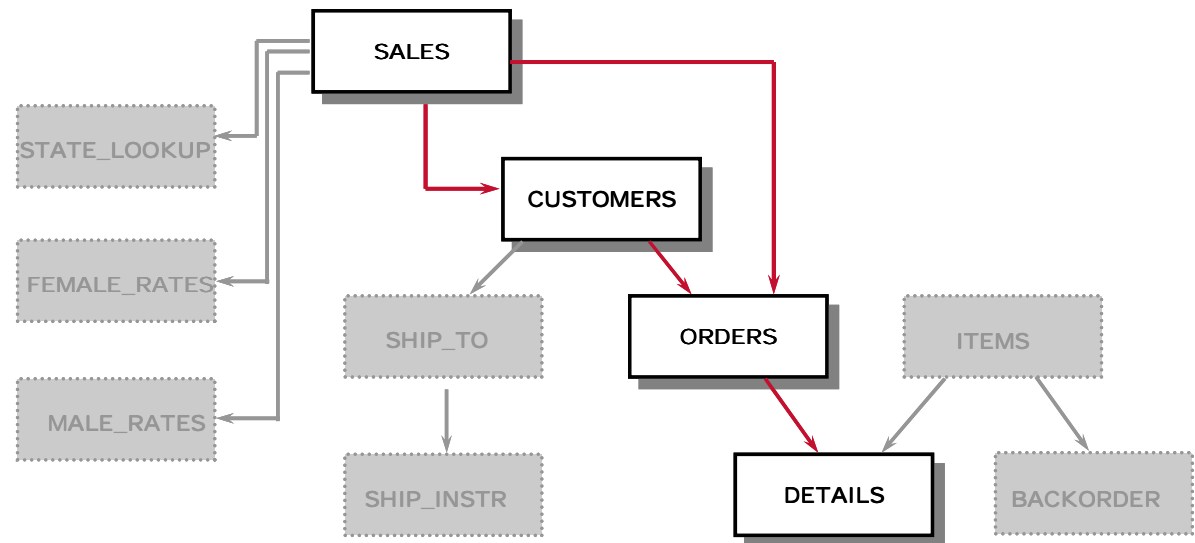 SALES
STATE_LOOKUP
CUSTOMERS
FEMALE_RATES
SHIP_TO
ORDERS
ITEMS
MALE_RATES
SHIP_INSTR
DETAILS
BACKORDER